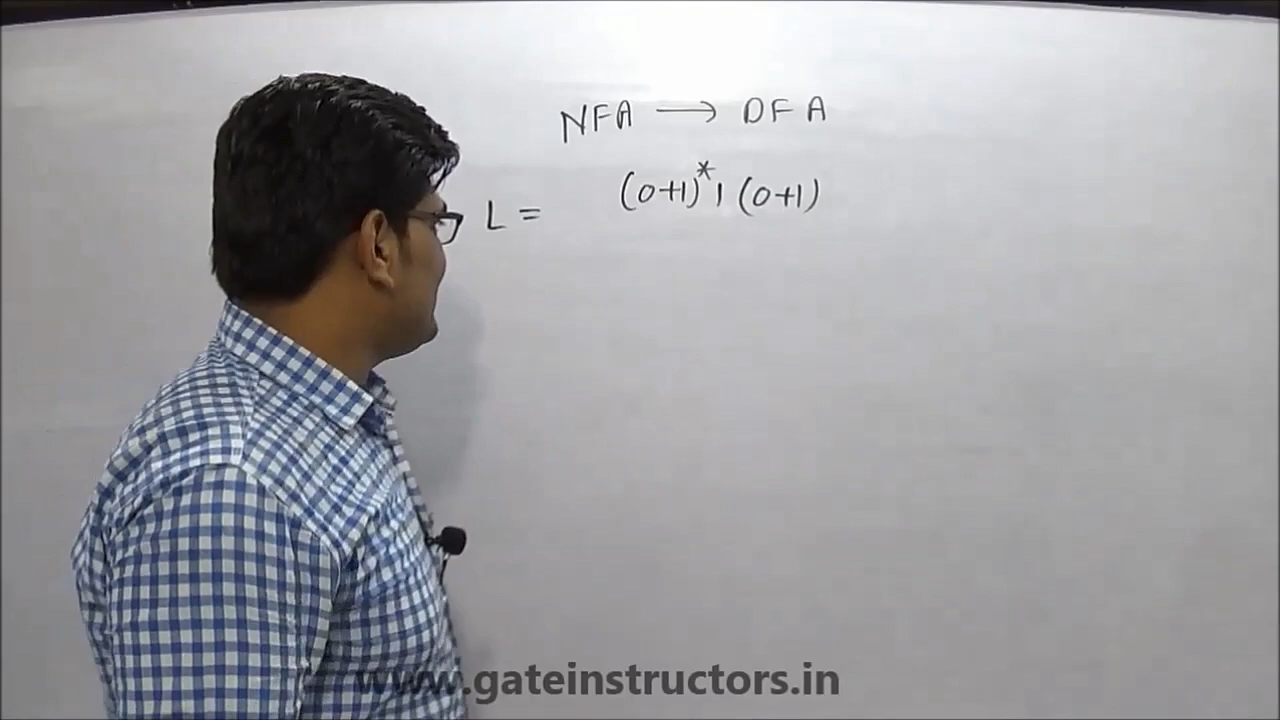 NFA → DFA
L = (0+1)*1(0+1)
www.gateinstructors.in